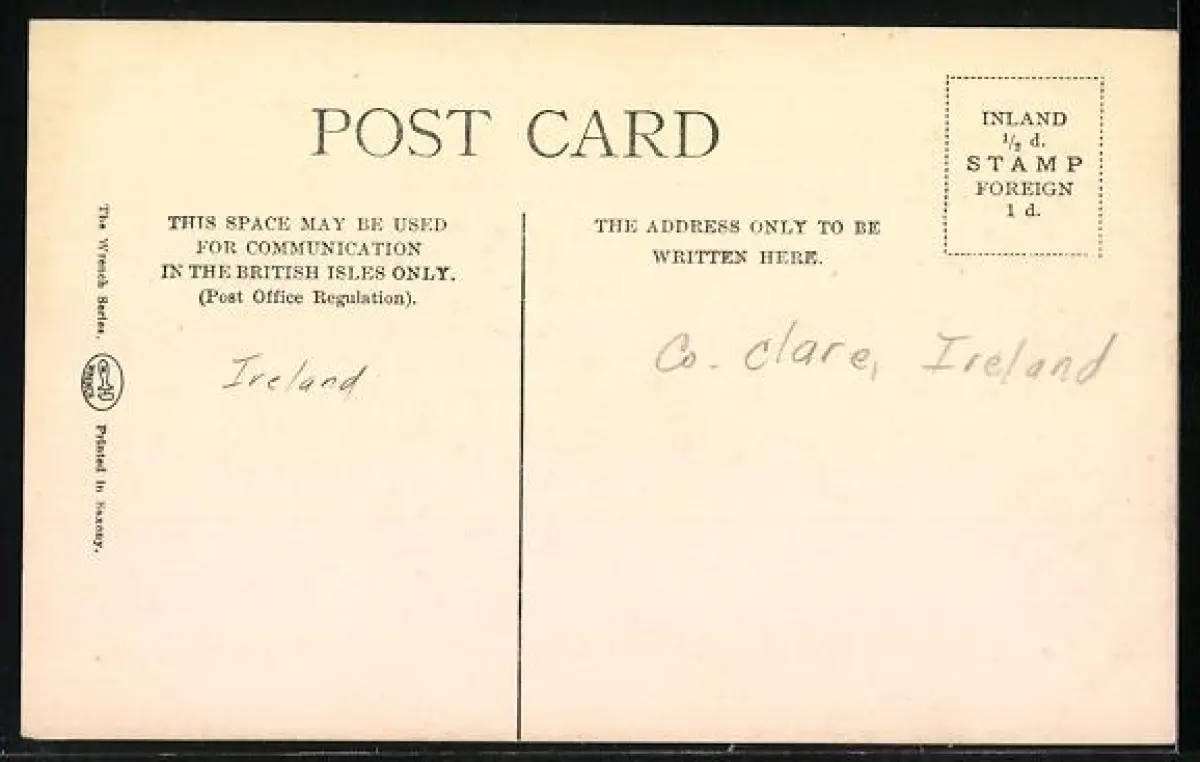 POST CARD
INLAND
1/2 d.
STAMP
FOREIGN
1 d.
THIS SPACE MAY BE USED
FOR COMMUNICATION
IN THE BRITISH ISLES ONLY.
(Post Office Regulation).
THE ADDRESS ONLY TO BE
WRITTEN HERE.
Ireland
Co. Clare, Ireland
The Wrench Series.
Printed in Saxony.